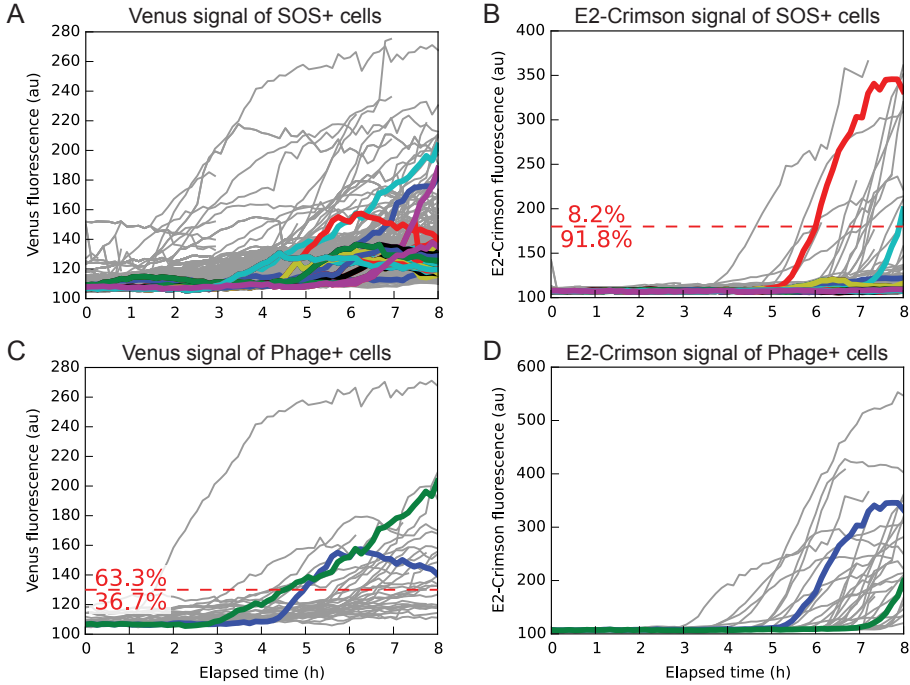 A
Venus signal of SOS+ cells
280
260
240
220
200
180
160
140
120
100
Venus fluorescence (au)
0 1 2 3 4 5 6 7 8
B
E2-Crimson signal of SOS+ cells
400
350
300
250
200
150
100
E2-Crimson fluorescence (au)
8.2%
91.8%
0 1 2 3 4 5 6 7 8
C
Venus signal of Phage+ cells
280
260
240
220
200
180
160
140
120
100
Venus fluorescence (au)
63.3%
36.7%
0 1 2 3 4 5 6 7 8
Elapsed time (h)
D
E2-Crimson signal of Phage+ cells
600
500
400
300
200
100
E2-Crimson fluorescence (au)
0 1 2 3 4 5 6 7 8
Elapsed time (h)